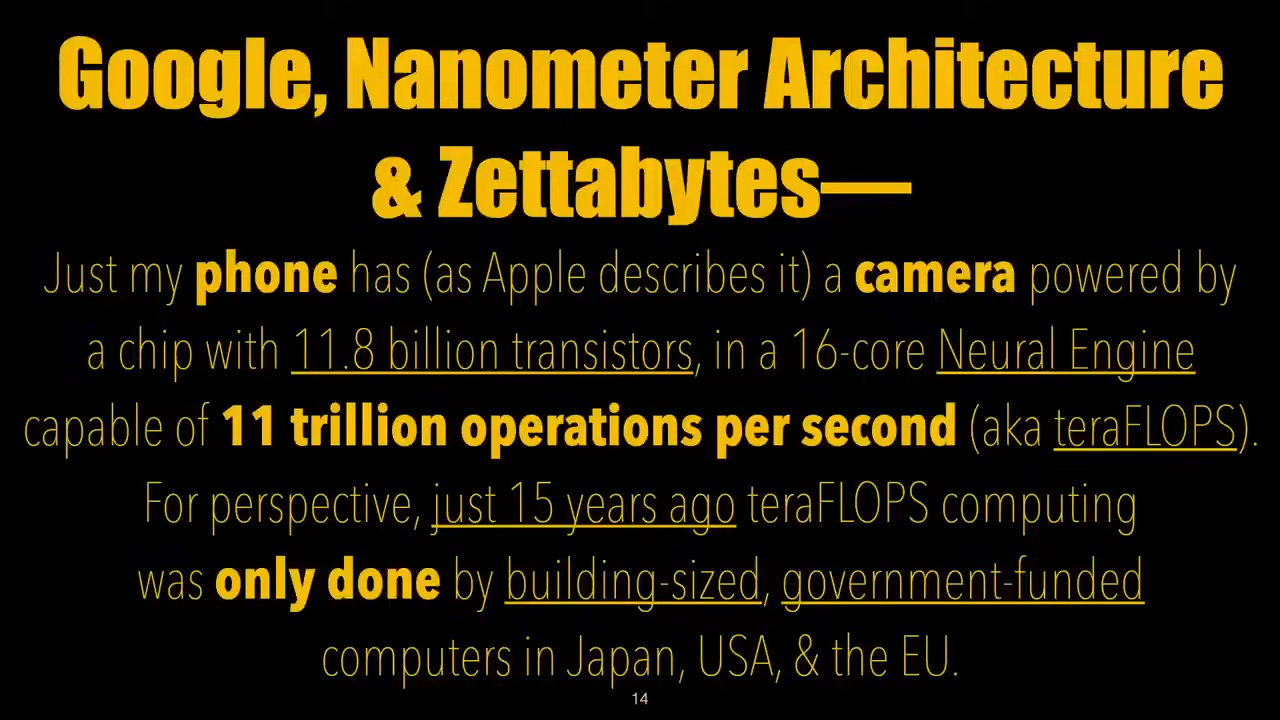 Google, Nanometer Architecture
& Zettabytes—
Just my phone has (as Apple describes it) a camera powered by
a chip with 11.8 billion transistors, in a 16-core Neural Engine
capable of 11 trillion operations per second (aka teraFLOPS).
For perspective, just 15 years ago teraFLOPS computing
was only done by building-sized, government-funded
computers in Japan, USA, & the EU.
14